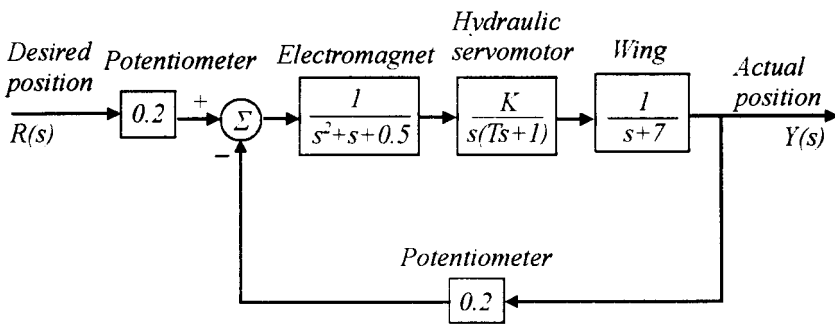 Desired position
Potentiometer
Electromagnet
Hydraulic servomotor
Wing
Actual position
R(s)
0.2
+
Σ
−
1
s²+s+0.5
K
s(Ts+1)
1
s+7
Y(s)
Potentiometer
0.2